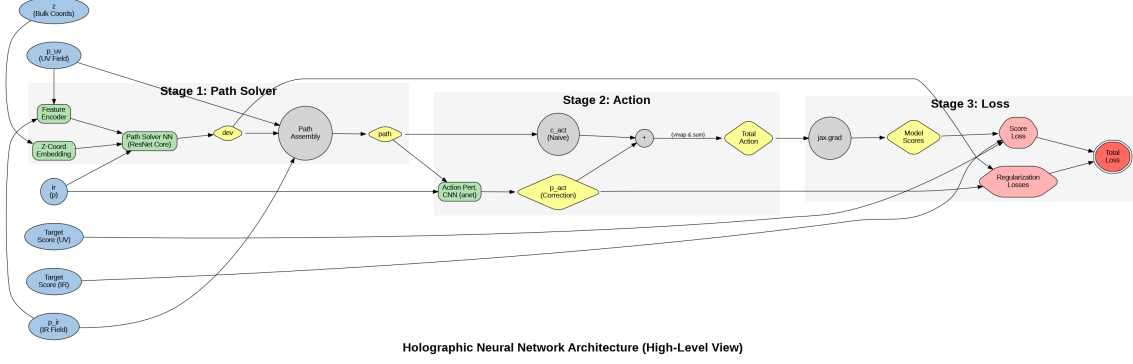 z
(Bulk Coords)
p_uv
(UV Field)
Stage 1: Path Solver
Feature
Encoder
Z-Coord
Embedding
Path Solver NN
(ResNet Core)
dev
Path
Assembly
path
ir
(p)
Target
Score (UV)
Target
Score (IR)
p_ir
(IR Field)
Stage 2: Action
c_act
(Naive)
+
(vmap & sum)
Total
Action
Action Pert.
CNN (anet)
p_act
(Correction)
Stage 3: Loss
jax.grad
Model
Scores
Score
Loss
Regularization
Losses
Total
Loss
Holographic Neural Network Architecture (High-Level View)